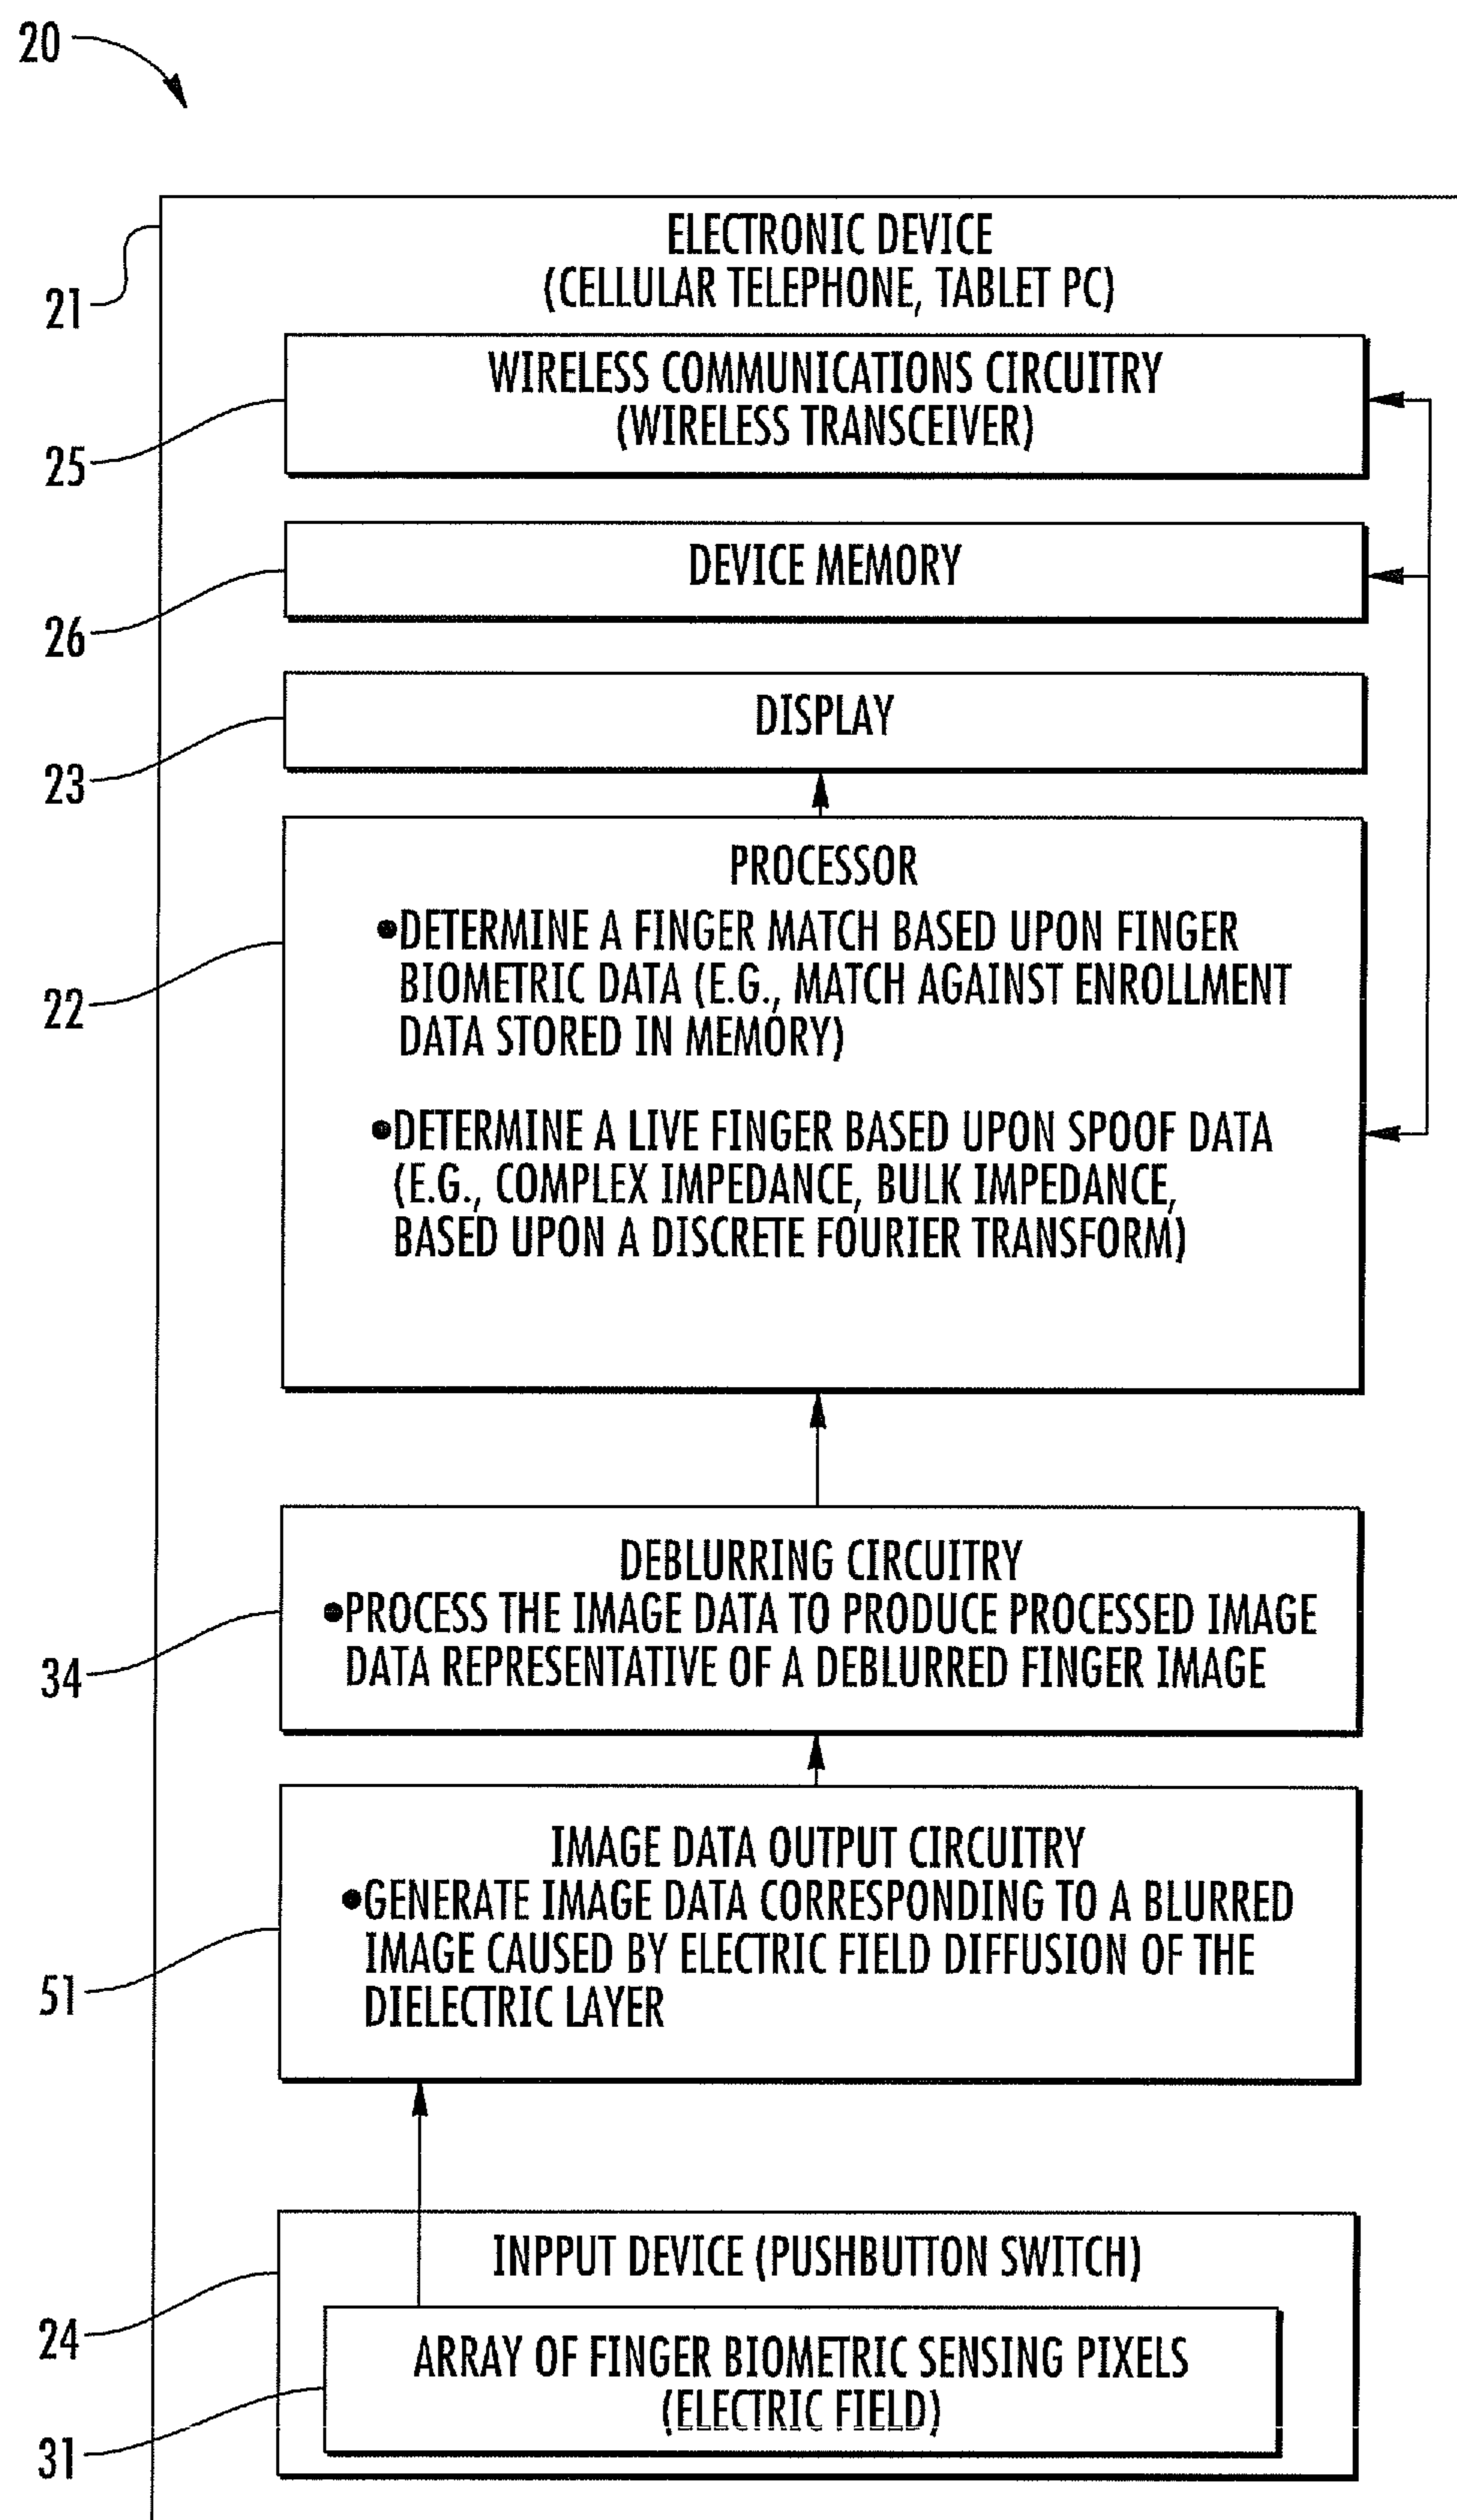 20
ELECTRONIC DEVICE
(CELLULAR TELEPHONE, TABLET PC)
21
WIRELESS COMMUNICATIONS CIRCUITRY
(WIRELESS TRANSCEIVER)
25
DEVICE MEMORY
26
DISPLAY
23
PROCESSOR
•DETERMINE A FINGER MATCH BASED UPON FINGER
BIOMETRIC DATA (E.G., MATCH AGAINST ENROLLMENT
DATA STORED IN MEMORY)
22
•DETERMINE A LIVE FINGER BASED UPON SPOOF DATA
(E.G., COMPLEX IMPEDANCE, BULK IMPEDANCE,
BASED UPON A DISCRETE FOURIER TRANSFORM)
DEBLURRING CIRCUITRY
•PROCESS THE IMAGE DATA TO PRODUCE PROCESSED IMAGE
DATA REPRESENTATIVE OF A DEBLURRED FINGER IMAGE
34
IMAGE DATA OUTPUT CIRCUITRY
•GENERATE IMAGE DATA CORRESPONDING TO A BLURRED
IMAGE CAUSED BY ELECTRIC FIELD DIFFUSION OF THE
DIELECTRIC LAYER
51
INPPUT DEVICE (PUSHBUTTON SWITCH)
24
ARRAY OF FINGER BIOMETRIC SENSING PIXELS
(ELECTRIC FIELD)
31